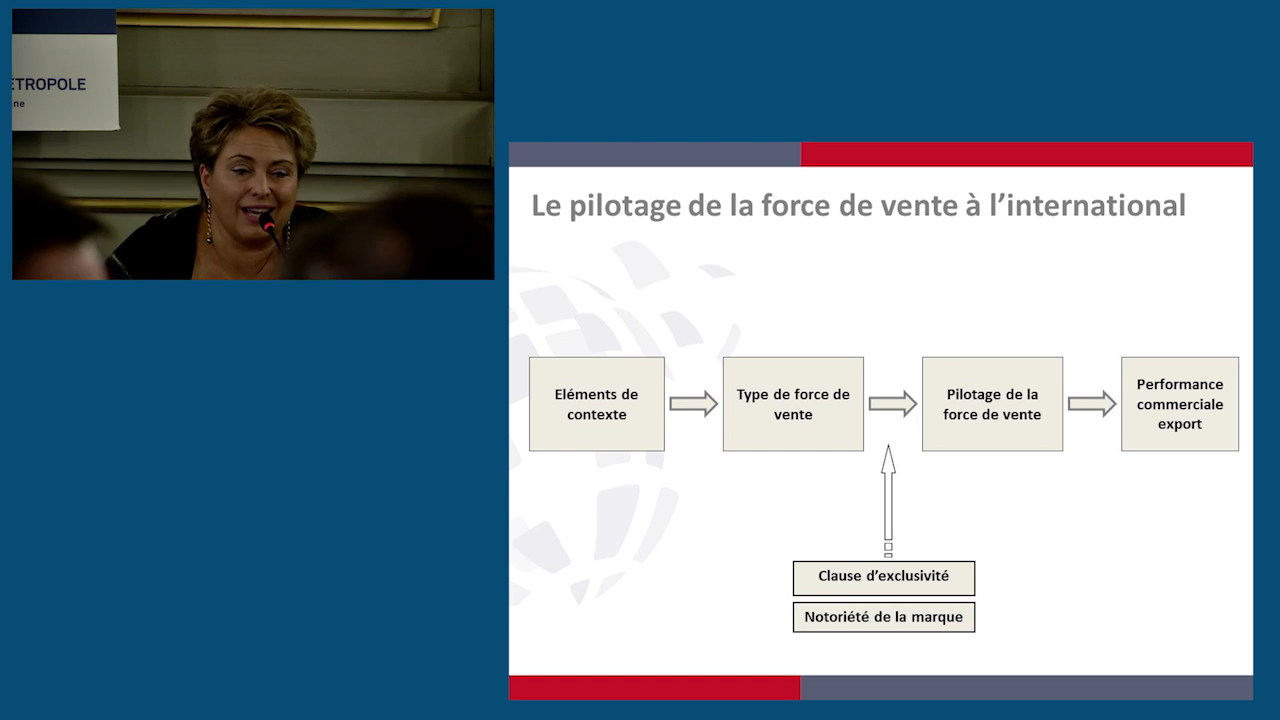 ETROPOLE
ne
Le pilotage de la force de vente à l’international
Eléments de
contexte
Type de force de
vente
Pilotage de la
force de vente
Performance
commerciale
export
Clause d’exclusivité
Notoriété de la marque